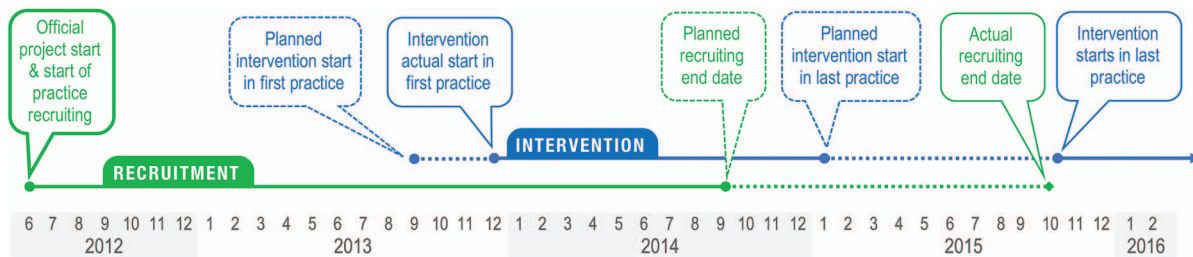 Official
project start
& start of
practice
recruiting
Planned
intervention start
in first practice
Intervention
actual start in
first practice
Planned
recruiting
end date
Planned
intervention start
in last practice
Actual
recruiting
end date
Intervention
starts in last
practice
INTERVENTION
RECRUITMENT
6 7 8 9 10 11 12 1 2 3 4 5 6 7 8 9 10 11 12 1 2 3 4 5 6 7 8 9 10 11 12 1 2 3 4 5 6 7 8 9 10 11 12 1 2
2012 2013 2014 2015 2016